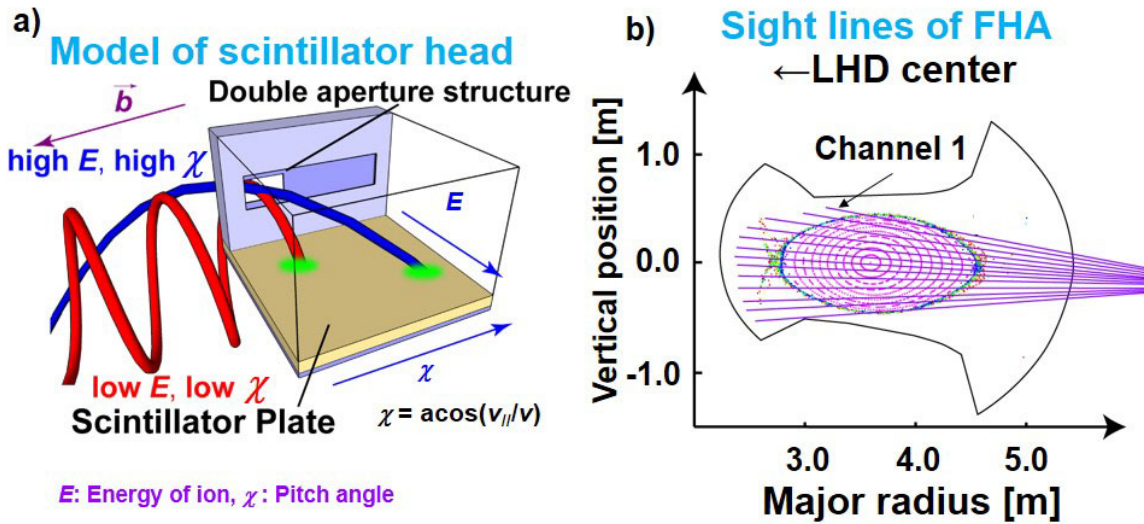 a)
Model of scintillator head
Double aperture structure
b
high E, high χ
E
low E, low χ
χ
Scintillator Plate
χ = acos(v///v)
E: Energy of ion, χ : Pitch angle
b)
Sight lines of FHA
←LHD center
Channel 1
Vertical position [m]
1.0
0.0
-1.0
3.0 4.0 5.0
Major radius [m]